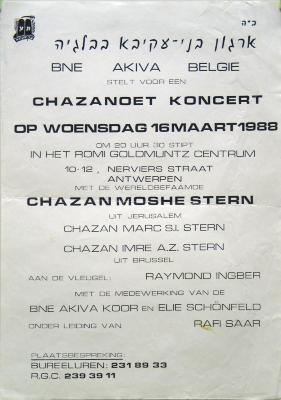 ב"ה
ארגון בני-עקיבא בבלגיה
BNE AKIVA BELGIE
STELT VOOR EEN
CHAZANOET KONCERT
OP WOENSDAG 16 MAART 1988
OM 20 UUR 30 STIPT
IN HET ROMI GOLDMUNTZ CENTRUM
10-12, NERVIERS STRAAT
ANTWERPEN
MET DE WERELDBEFAAMDE
CHAZAN MOSHE STERN
UIT JERUSALEM
CHAZAN MARC S.I. STERN
CHAZAN IMRE A.Z. STERN
UIT BRUSSEL
AAN DE VLEUGEL: RAYMOND INGBER
MET DE MEDEWERKING VAN DE
BNE AKIVA KOOR EN ELIE SCHÖNFELD
ONDER LEIDING VAN RAFI SAAR
PLAATSBESPREKING:
BUREELUREN: 231 89 33
R.G.C. 239 39 11